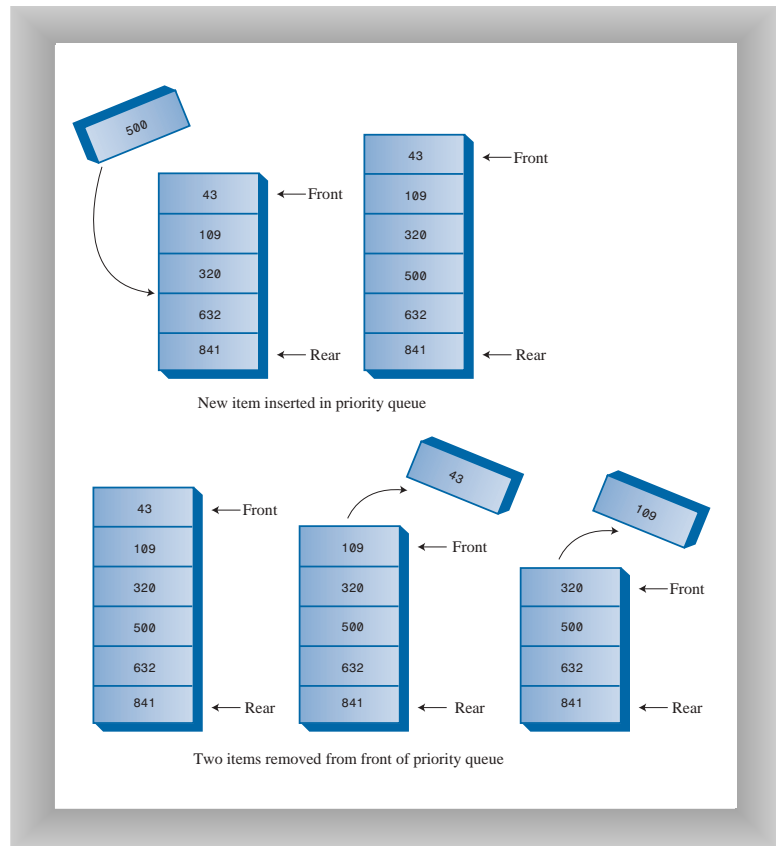 500
43
109
320
632
841
Front
Rear
43
109
320
500
632
841
Front
Rear
New item inserted in priority queue
43
109
320
500
632
841
Front
Rear
43
109
320
500
632
841
Front
Rear
109
320
500
632
841
Front
Rear
Two items removed from front of priority queue